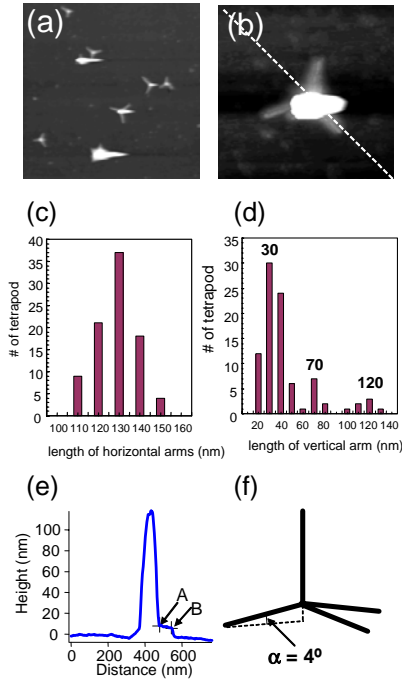 (a)
(b)
(c)
(d)
40
35
30
25
20
15
10
5
0
# of tetrapod
100 110 120 130 140 150 160
length of horizontal arms (nm)
35
30
25
20
15
10
5
0
# of tetrapod
30
70
120
20 40 60 80 100 120 140
length of vertical arm (nm)
(e)
(f)
100
80
60
40
20
0
Height (nm)
A
B
0 200 400 600
Distance (nm)
α = 4º